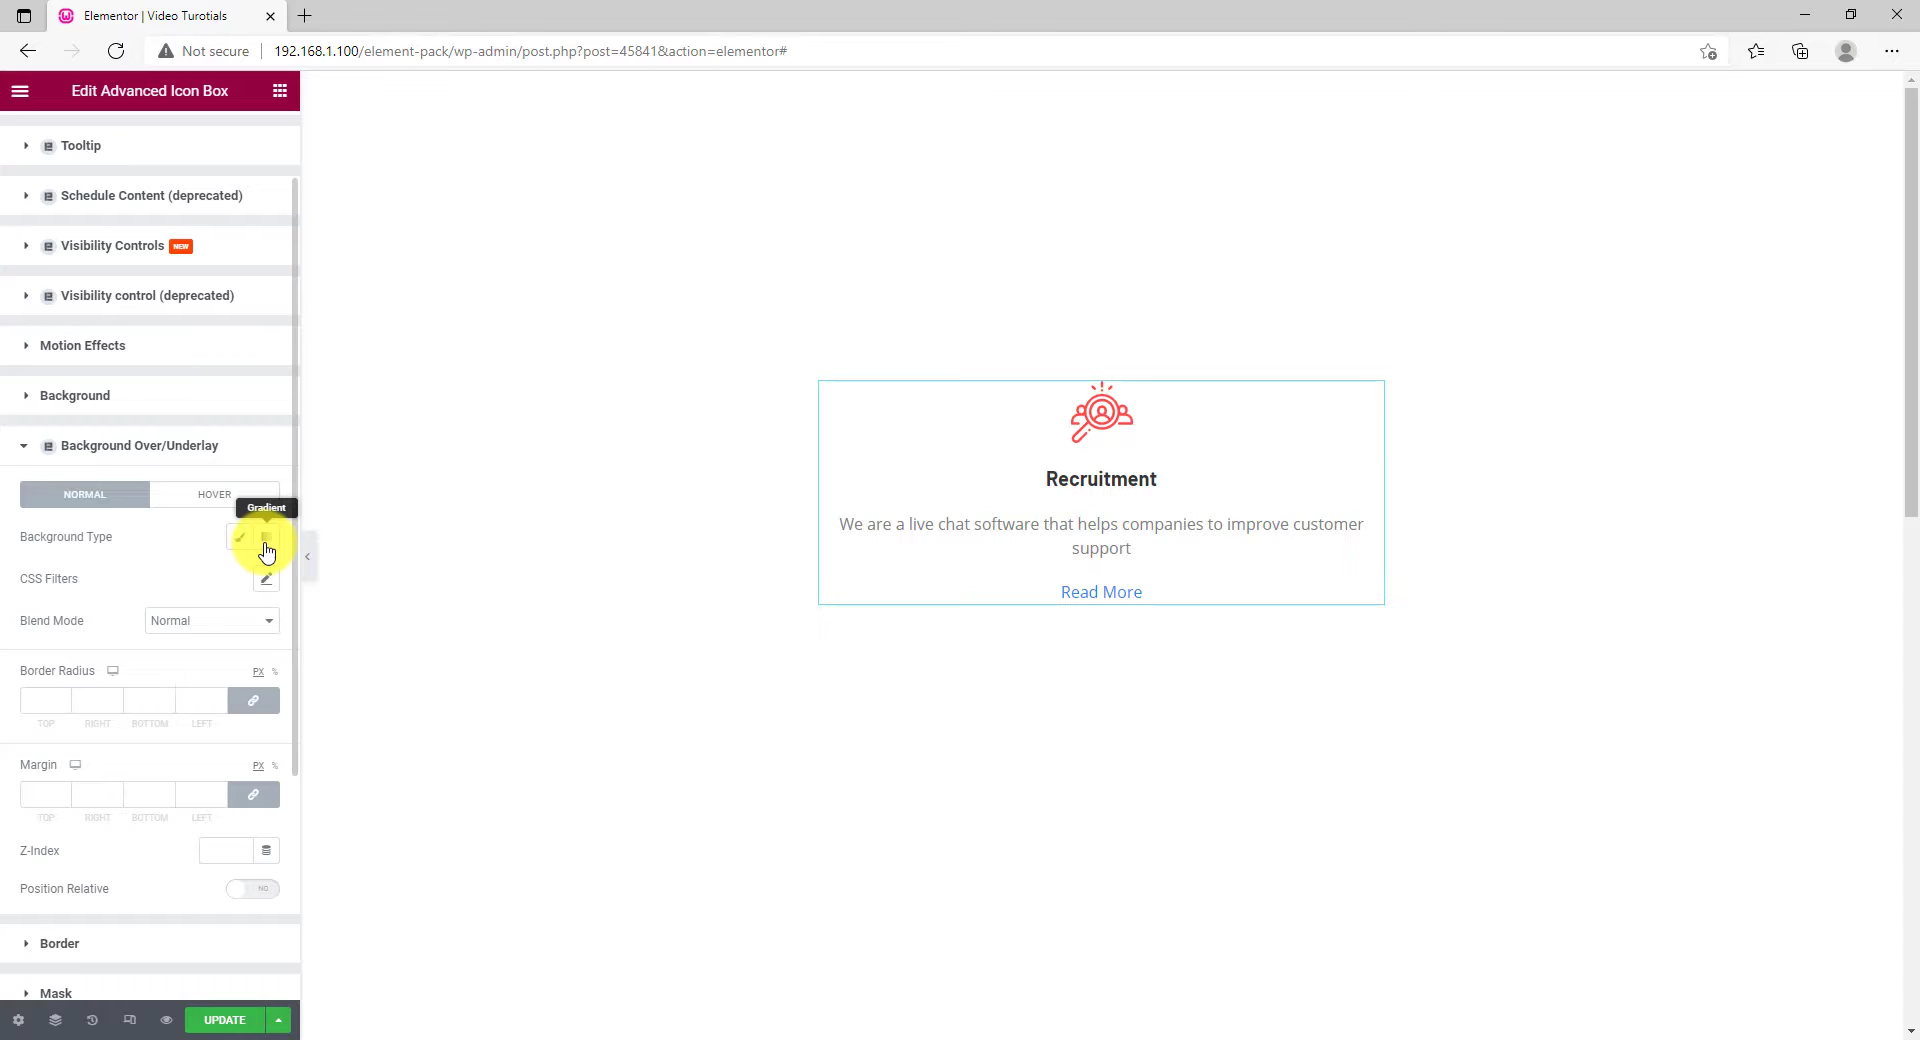 Elementor | Video Turotials
Not secure
192.168.1.100/element-pack/wp-admin/post.php?post=45841&action=elementor#
Edit Advanced Icon Box
Tooltip
Schedule Content (deprecated)
Visibility Controls NEW
Visibility control (deprecated)
Motion Effects
Background
Background Over/Underlay
NORMAL HOVER
Gradient
Background Type
CSS Filters
Blend Mode Normal
Border Radius PX %
TOP RIGHT BOTTOM LEFT
Margin PX %
TOP RIGHT BOTTOM LEFT
Z-Index
Position Relative NO
Border
Mask
UPDATE
Recruitment
We are a live chat software that helps companies to improve customer
support
Read More